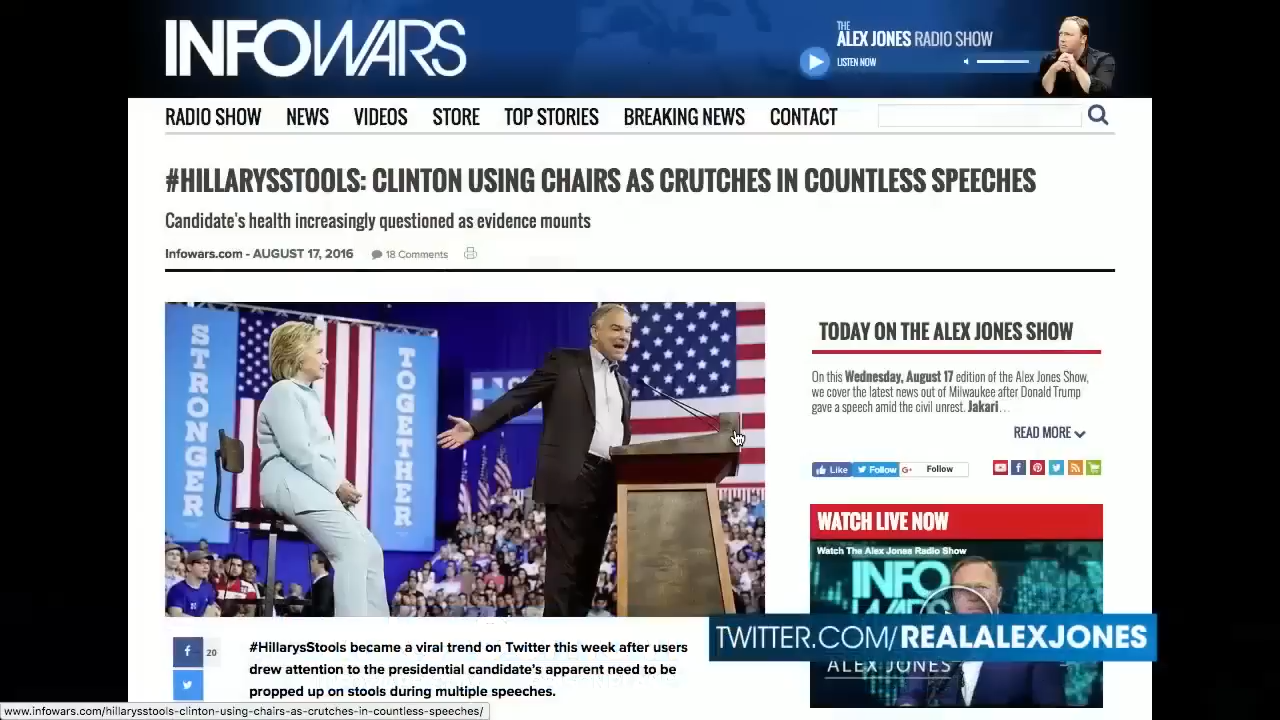 INFOWARS
THE
ALEX JONES RADIO SHOW
LISTEN NOW
RADIO SHOW NEWS VIDEOS STORE TOP STORIES BREAKING NEWS CONTACT
#HILLARYSSTOOLS: CLINTON USING CHAIRS AS CRUTCHES IN COUNTLESS SPEECHES
Candidate's health increasingly questioned as evidence mounts
Infowars.com - AUGUST 17, 2016 18 Comments
STRONGER
TOGETHER
TODAY ON THE ALEX JONES SHOW
On this Wednesday, August 17 edition of the Alex Jones Show,
we cover the latest news out of Milwaukee after Donald Trump
gave a speech amid the civil unrest. Jakari...
READ MORE
Like Follow G+ Follow
WATCH LIVE NOW
Watch The Alex Jones Radio Show
INFO
WARS
ALEX JONES
TWITTER.COM/REALALEXJONES
f 20
#HillarysStools became a viral trend on Twitter this week after users
drew attention to the presidential candidate's apparent need to be
propped up on stools during multiple speeches.
www.infowars.com/hillarysstools-clinton-using-chairs-as-crutches-in-countless-speeches/